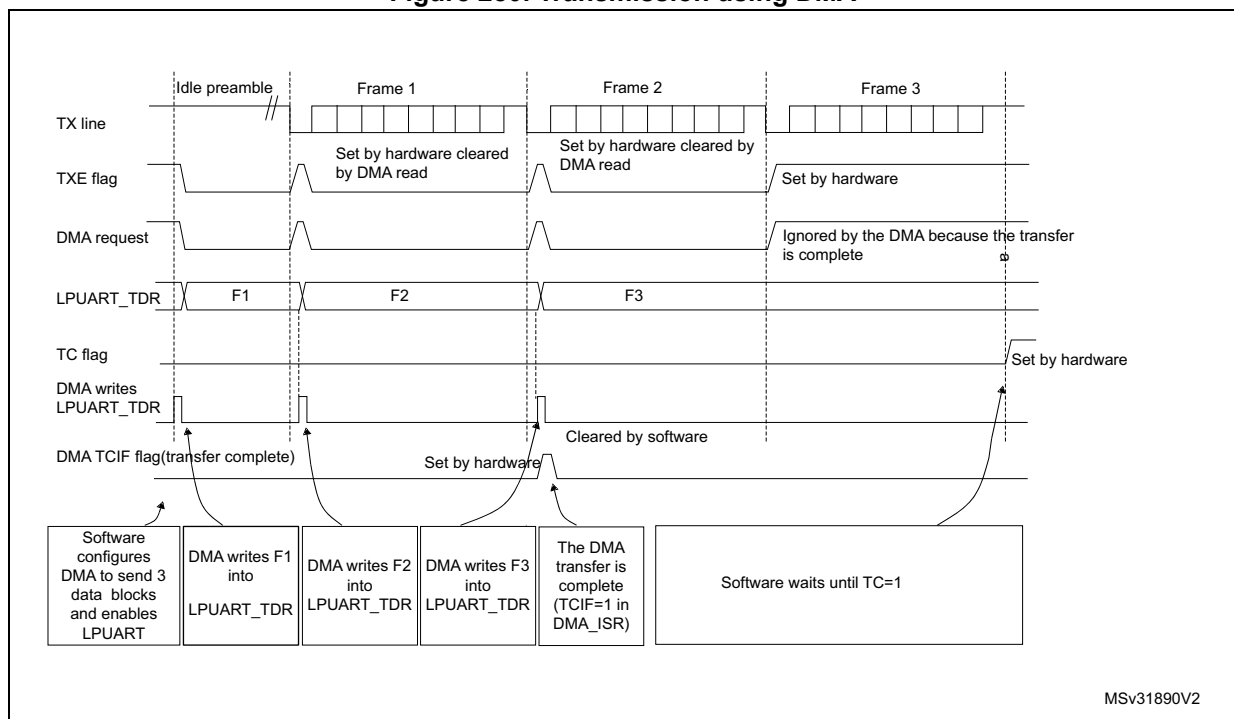 Idle preamble
Frame 1
Frame 2
Frame 3
TX line
Set by hardware cleared
by DMA read
Set by hardware cleared by
DMA read
TXE flag
Set by hardware
DMA request
Ignored by the DMA because the transfer
is complete
a
LPUART_TDR
F1
F2
F3
TC flag
Set by hardware
DMA writes
LPUART_TDR
Cleared by software
DMA TCIF flag(transfer complete)
Set by hardware
Software
configures
DMA to send 3
data blocks
and enables
LPUART
DMA writes F1
into
LPUART_TDR
DMA writes F2
into
LPUART_TDR
DMA writes F3
into
LPUART_TDR
The DMA
transfer is
complete
(TCIF=1 in
DMA_ISR)
Software waits until TC=1
MSv31890V2